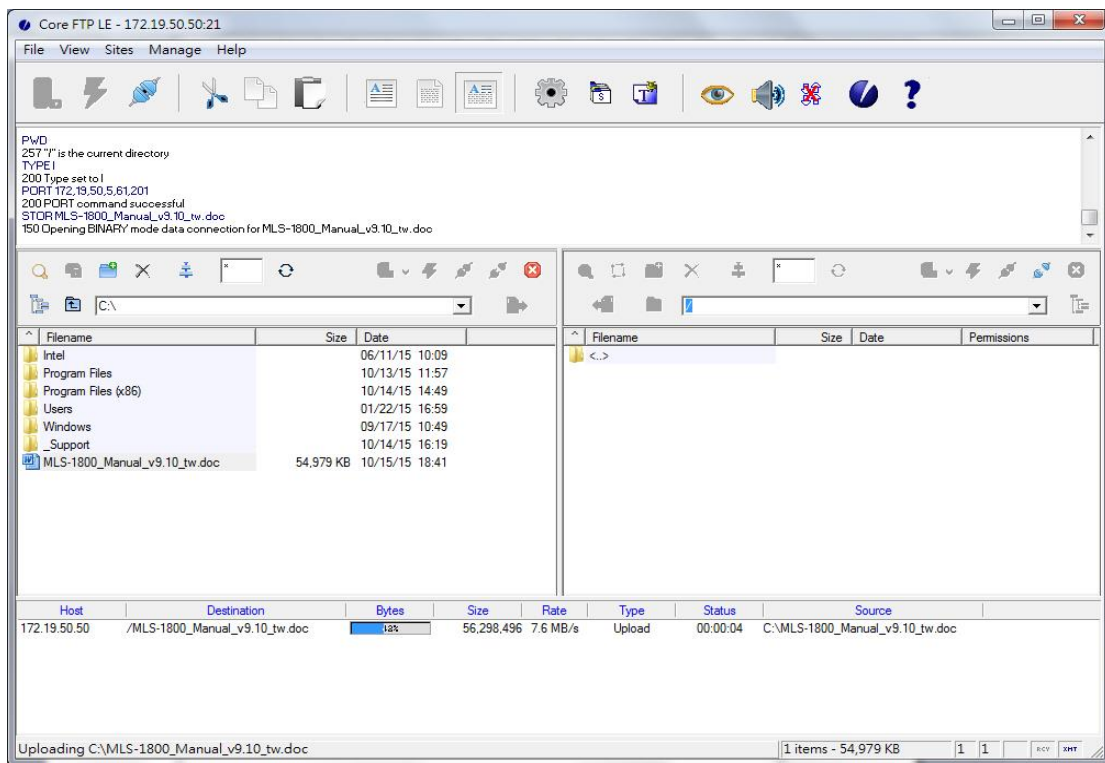 Core FTP LE - 172.19.50.50:21
File View Sites Manage Help
PWD
257 "/" is the current directory
TYPE I
200 Type set to I
PORT 172,19,50,5,61,201
200 PORT command successful
STOR MLS-1800_Manual_v9.10_tw.doc
150 Opening BINARY mode data connection for MLS-1800_Manual_v9.10_tw.doc
*
C:\
^ Filename Size Date
Intel 06/11/15 10:09
Program Files 10/13/15 11:57
Program Files (x86) 10/14/15 14:49
Users 01/22/15 16:59
Windows 09/17/15 10:49
_Support 10/14/15 16:19
MLS-1800_Manual_v9.10_tw.doc 54,979 KB 10/15/15 18:41
*
/
^ Filename Size Date Permissions
<..>
Host Destination Bytes Size Rate Type Status Source
172.19.50.50 /MLS-1800_Manual_v9.10_tw.doc 56,298,496 7.6 MB/s Upload 00:00:04 C:\MLS-1800_Manual_v9.10_tw.doc
Uploading C:\MLS-1800_Manual_v9.10_tw.doc 1 items - 54,979 KB 1 1 RCV XMT